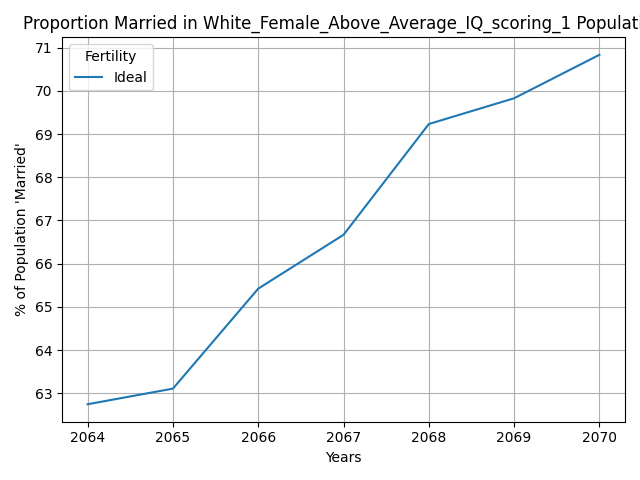 Proportion Married in White_Female_Above_Average_IQ_scoring_1 Populati
Fertility
Ideal
71
70
69
68
67
66
65
64
63
% of Population 'Married'
2064 2065 2066 2067 2068 2069 2070
Years